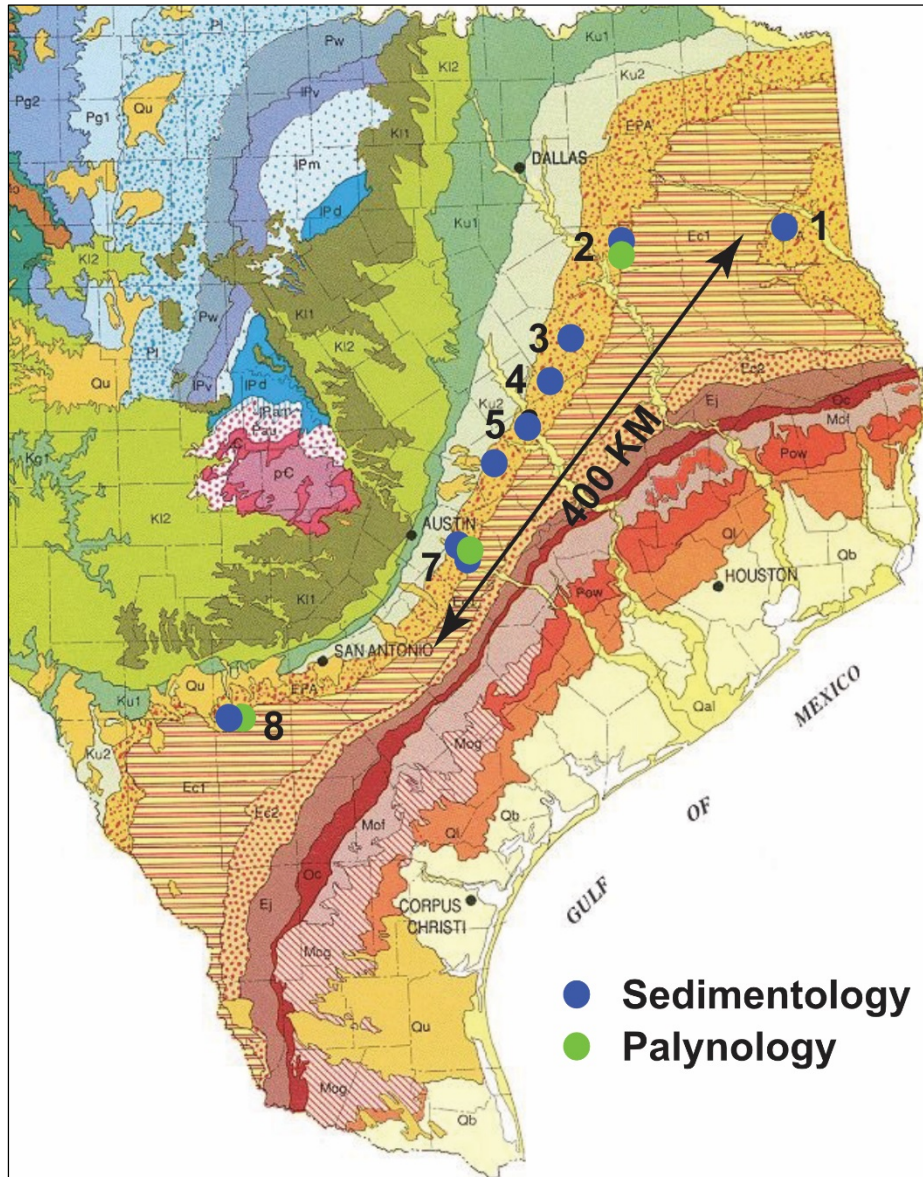 Pl
Pw
Kl2
Ku1
Qu
Pg2
Pg1
IPv
Ku2
Kl1
EPA
IPm
DALLAS
IPd
Ku1
Ec1
1
2
Kl2
Kl1
Pw
3
Pl
Kl2
IPd
Qu
IPv
4
Ec2
Ej
Oc
Ku2
Mof
5
Pow
Kg1
pC
400 KM
Kl2
AUSTIN
Ql
Qb
7
HOUSTON
Kl1
Pow
SAN ANTONIO
Qu
EPA
Ku1
8
Qal
MEXICO
Ku2
Mog
Ec1
OF
Ec2
Qb
Mof
Ql
Qb
GULF
Oc
Ej
CORPUS
CHRISTI
Mog
Sedimentology
Qu
Palynology
Mog
Qb